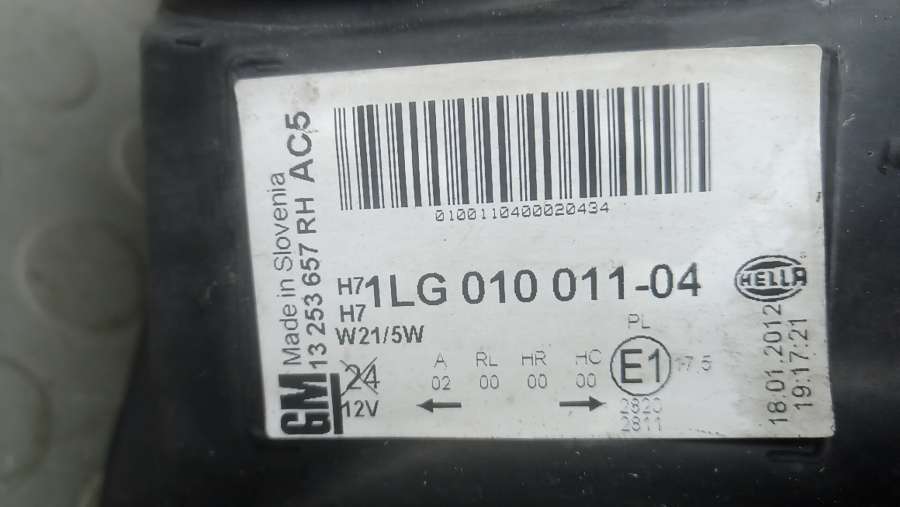 GM
Made in Slovenia
13 253 657 RH AC5
0100110400020434
H7
H7
1LG 010 011-04
HELLA
W21/5W
24
12V
A RL HR HC PL
02 00 00 00 E1 17.5
2811
18.01.2012
19:17:21